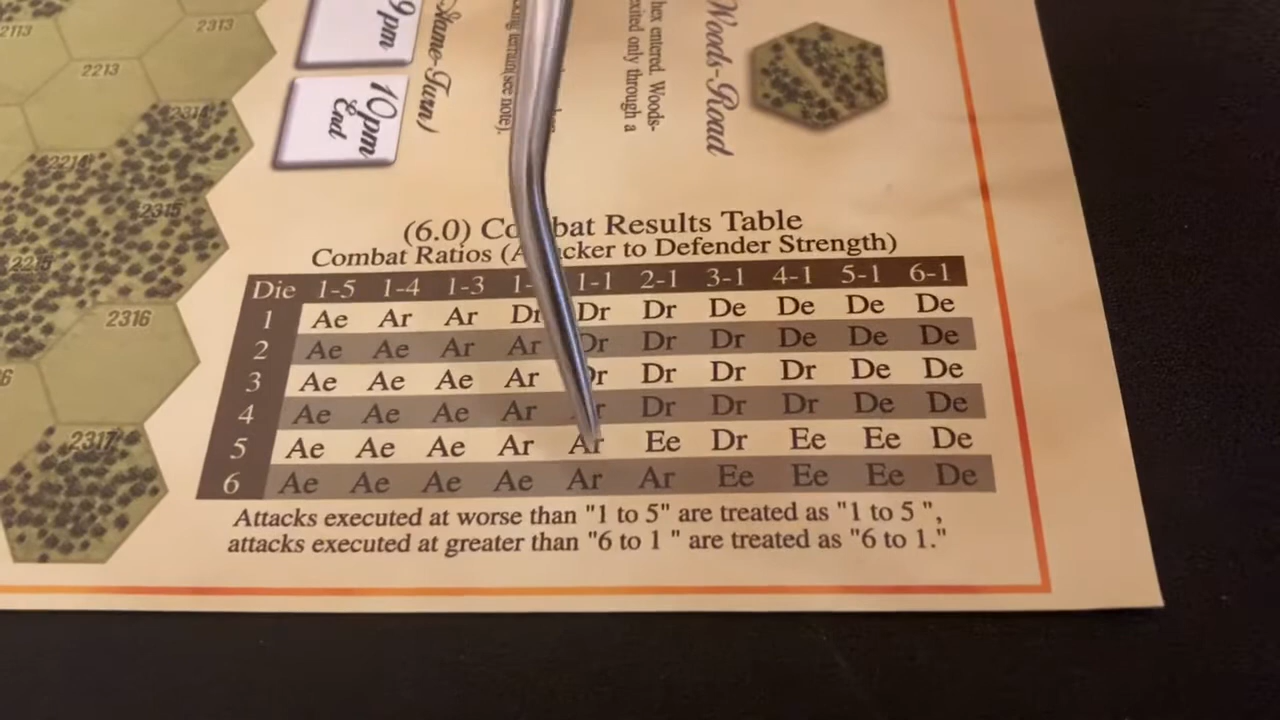 2113
2313
2213
2314
2214
2315
2215
2316
2317
9pm
10pm
End
Same-Turn)
terrain(see note).
hex entered. Woods-
exited only through a
Woods-Road
(6.0) Results Table
Combat Ratios ( to Defender Strength)
Die 1-5 1-4 1-3 1-1 2-1 3-1 4-1 5-1 6-1
1 Ae Ar Ar Dr Dr Dr De De De De
2 Ae Ae Ar Ar Dr Dr Dr De De De
3 Ae Ae Ae Ar Dr Dr Dr Dr De De
4 Ae Ae Ae Ar Ar Dr Dr Dr De De
5 Ae Ae Ae Ar Ar Ee Dr Ee Ee De
6 Ae Ae Ae Ae Ar Ar Ee Ee Ee De
Attacks executed at worse than "1 to 5" are treated as "1 to 5 ",
attacks executed at greater than "6 to 1 " are treated as "6 to 1."